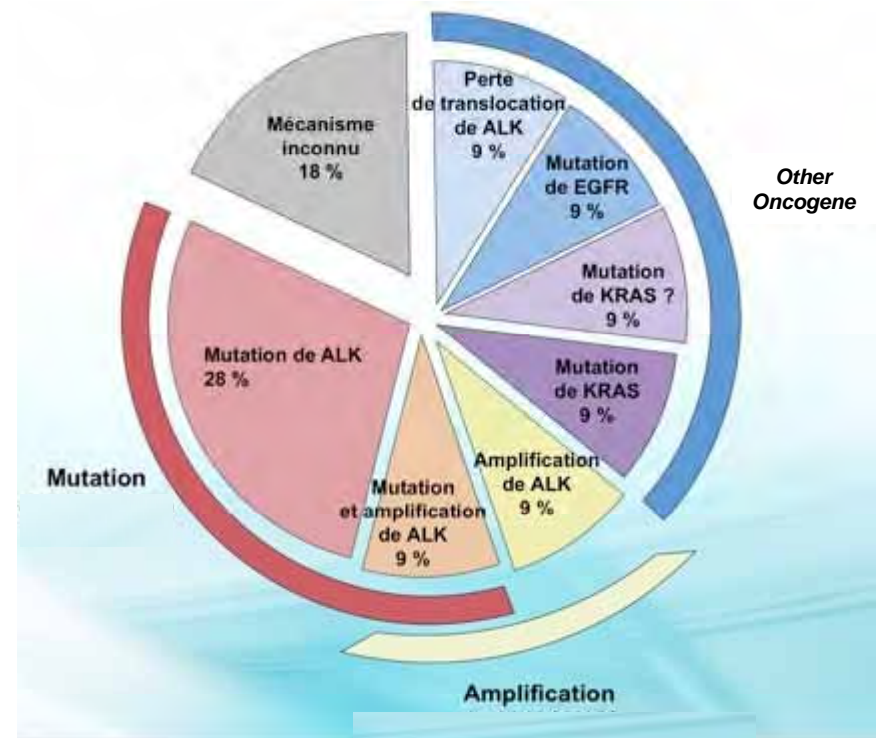 Perte
de translocation
de ALK
9 %
Mécanisme
inconnu
18 %
Mutation
de EGFR
9 %
Other
Oncogene
Mutation
de KRAS ?
9 %
Mutation de ALK
28 %
Mutation
de KRAS
9 %
Amplification
de ALK
9 %
Mutation
Mutation
et amplification
de ALK
9 %
Amplification